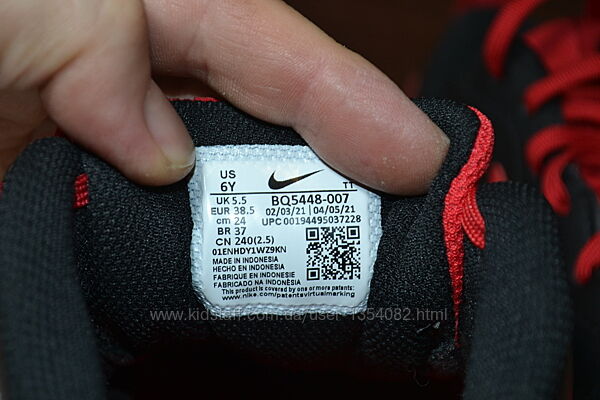 US
6Y
T1
UK 5.5
BQ5448-007
EUR 38.5
02/03/21 | 04/05/21
cm 24
UPC 00194495037228
BR 37
CN 240(2.5)
01ENHDY1WZ9KN
MADE IN INDONESIA
HECHO EN INDONESIA
FABRIQUE EN INDONESIE
FABRICADO NA INDONÉSIA
This product is covered by one or more patents:
www.nike.com/patentsvirtualmarking
www.kidstaff.com.ua/user-1354082.html